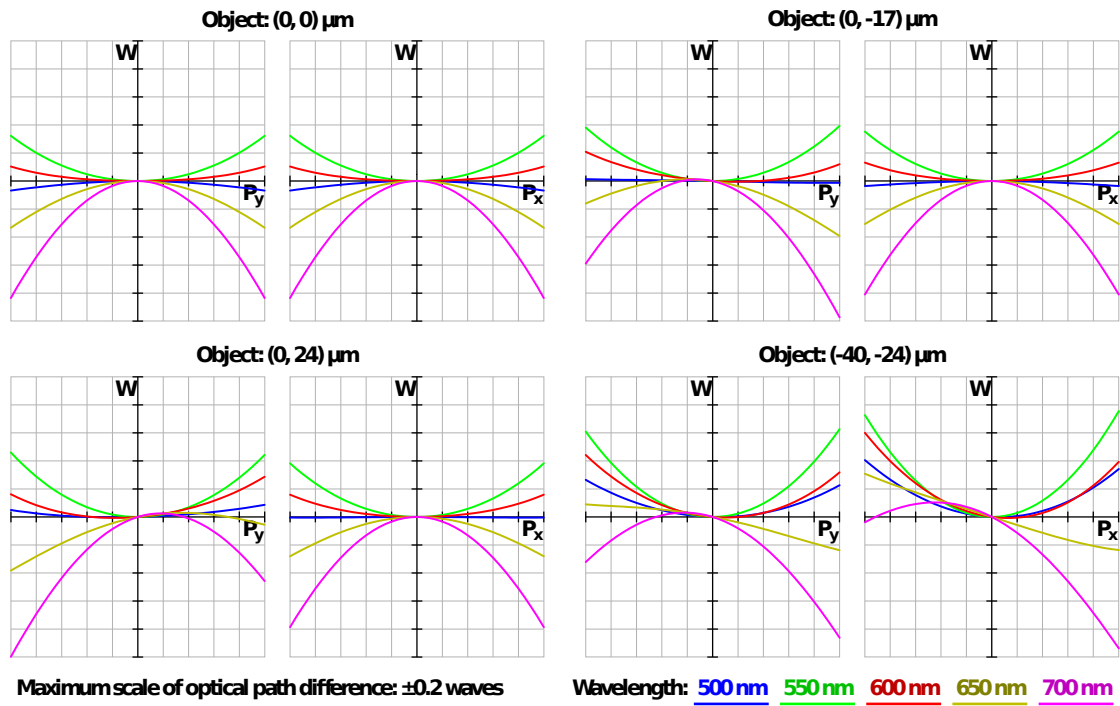 Object: (0, 0) µm
Object: (0, -17) µm
W
W
W
W
Py
Px
Py
Px
Object: (0, 24) µm
Object: (-40, -24) µm
W
W
W
W
Py
Px
Py
Px
Maximum scale of optical path difference: ±0.2 waves
Wavelength: 500 nm 550 nm 600 nm 650 nm 700 nm